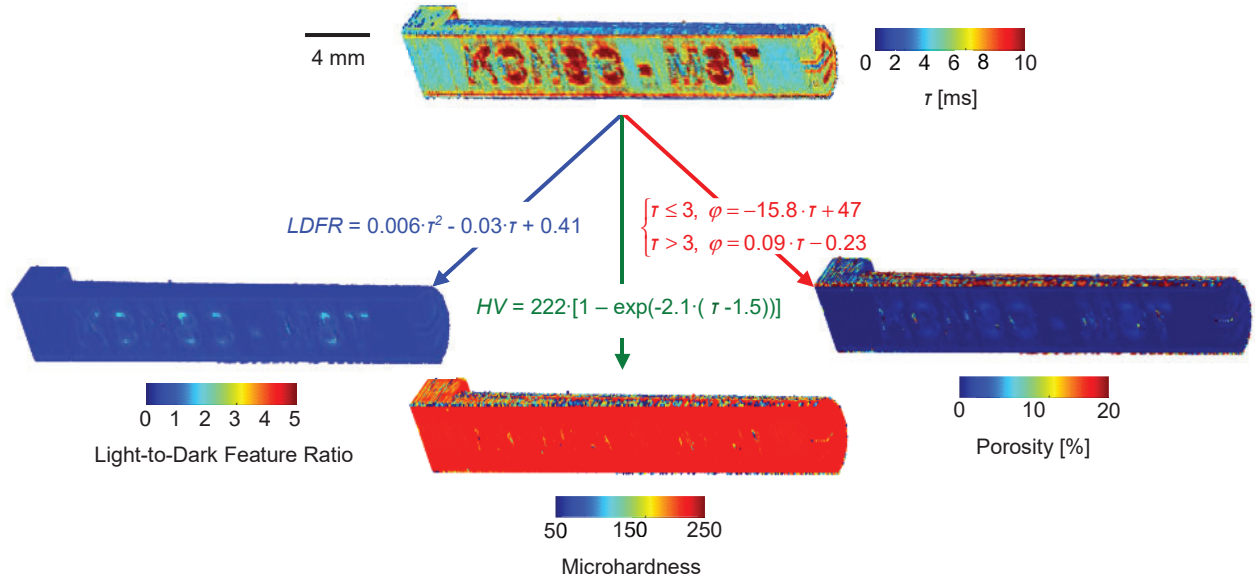 K3N83-M8T
4 mm
0 2 4 6 8 10
τ [ms]
LDFR = 0.006·τ² - 0.03·τ + 0.41
τ ≤ 3, φ = −15.8·τ + 47
τ > 3, φ = 0.09·τ − 0.23
HV = 222·[1 – exp(-2.1·( τ -1.5))]
0 1 2 3 4 5
Light-to-Dark Feature Ratio
0 10 20
Porosity [%]
50 150 250
Microhardness